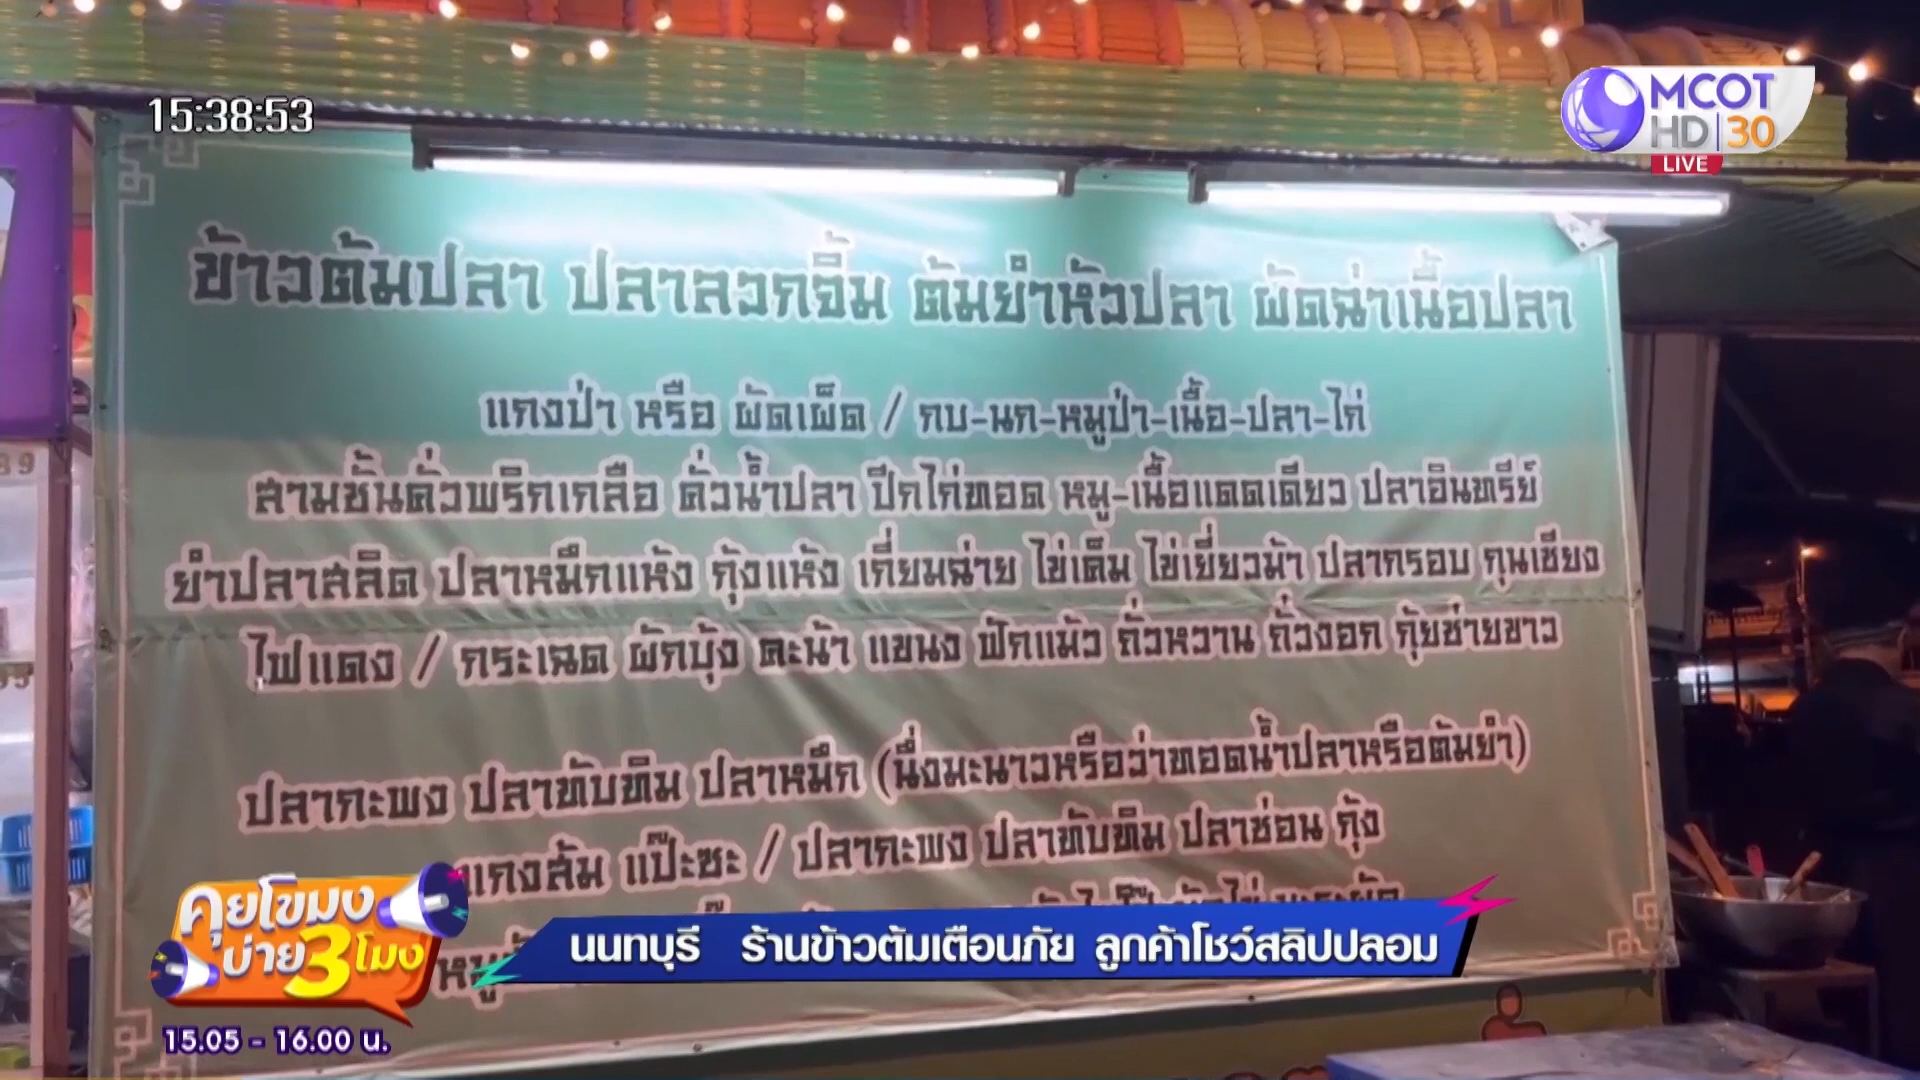 15:38:53
MCOT
HD 30
LIVE
ข้าวต้มปลา ปลาลวกจิ้ม ต้มยำหัวปลา ผัดฉ่าเนื้อปลา
แกงป่า หรือ ผัดเผ็ด / กบ-นก-หมูป่า-เนื้อ-ปลา-ไก่
สามชั้นคั่วพริกเกลือ คั่วน้ำปลา ปีกไก่ทอด หมู-เนื้อแดดเดียว ปลาอินทรีย์
ยำปลาสลิด ปลาหมึกแห้ง กุ้งแห้ง เกี่ยมฉ่าย ไข่เค็ม ไข่เยี่ยวม้า ปลากรอบ กุนเชียง
ไฟแดง / กระเฉด ผักบุ้ง คะน้า แขนง ฟักแม้ว ถั่วหวาน ถั่วงอก กุ้ยช่ายขาว
ปลากะพง ปลาทับทิม ปลาหมึก (นึ่งมะนาวหรือว่าทอดน้ำปลาหรือต้มยำ)
แกงส้ม แป๊ะซะ / ปลากะพง ปลาทับทิม ปลาช่อน กุ้ง
คุยโขมง
บ่าย 3 โมง
นนทบุรี ร้านข้าวต้มเตือนภัย ลูกค้าโชว์สลิปปลอม
15.05 - 16.00 น.